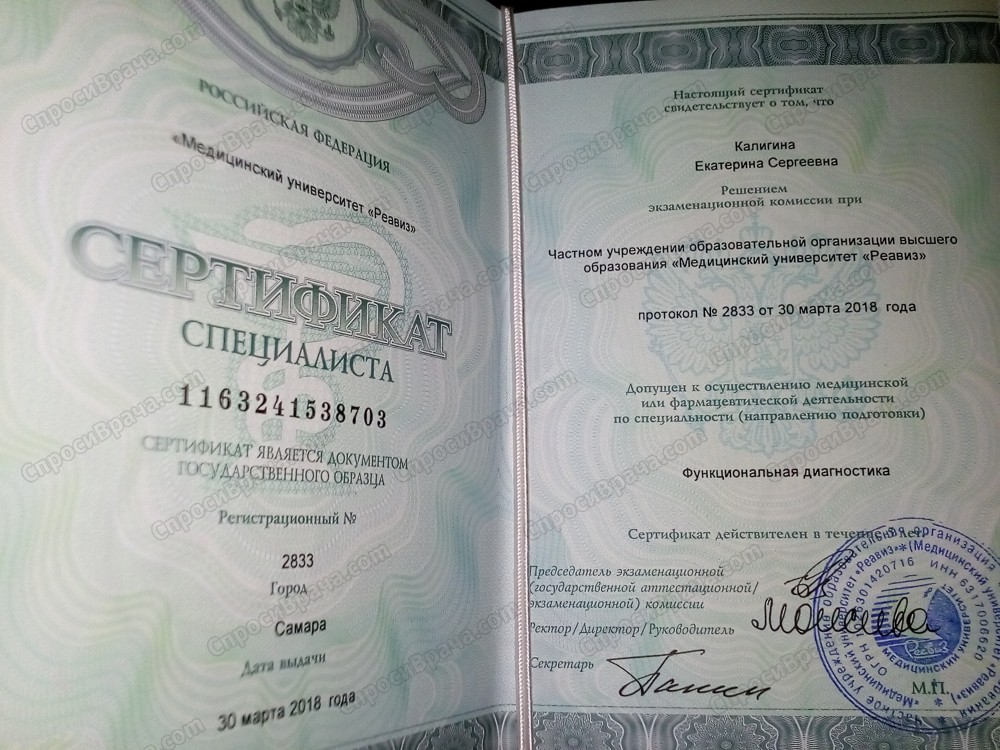 РОССИЙСКАЯ ФЕДЕРАЦИЯ
«Медицинский университет «Реавиз»
СЕРТИФИКАТ
СПЕЦИАЛИСТА
1163241538703
СЕРТИФИКАТ ЯВЛЯЕТСЯ ДОКУМЕНТОМ
ГОСУДАРСТВЕННОГО ОБРАЗЦА
Регистрационный №
2833
Город
Самара
Дата выдачи
30 марта 2018 года
Настоящий сертификат
свидетельствует о том, что
Калигина
Екатерина Сергеевна
Решением
экзаменационной комиссии при
Частном учреждении образовательной организации высшего
образования «Медицинский университет «Реавиз»
протокол № 2833 от 30 марта 2018 года
Допущен к осуществлению медицинской
или фармацевтической деятельности
по специальности (направлению подготовки)
Функциональная диагностика
Сертификат действителен в течение 5 лет.
Председатель экзаменационной
(государственной аттестационной/
экзаменационной) комиссии
Ректор/Директор/Руководитель
Секретарь
М.П.
СпросиВрача.com